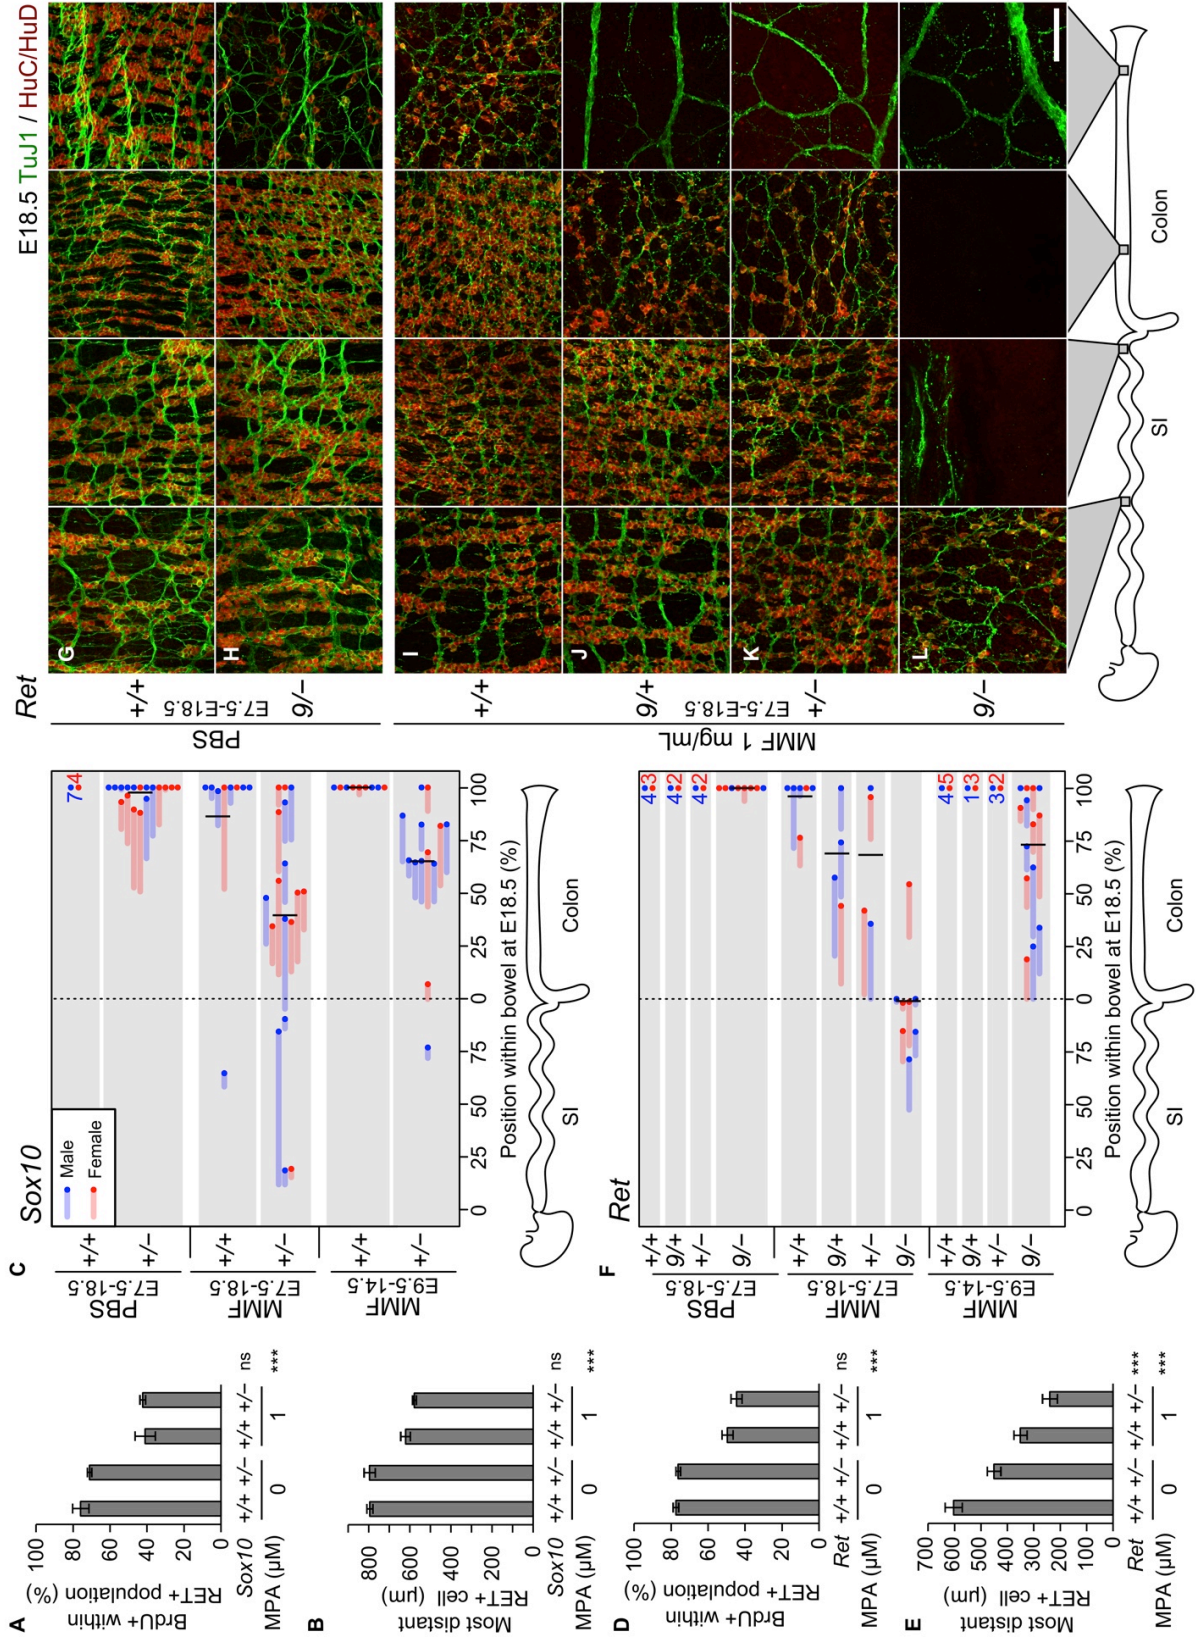 A
BrdU+ within
RET+ population (%)
100
80
60
40
20
0
Sox10 +/+ +/− +/+ +/− ns
MPA (µM) 0 1 ***
B
Most distant
RET+ cell (µm)
800
600
400
200
0
Sox10 +/+ +/− +/+ +/− ns
MPA (µM) 0 1 ***
C
Sox10
Male
Female
PBS
E7.5-18.5
+/+
+/−
7 4
MMF
E7.5-18.5
+/+
+/−
MMF
E9.5-14.5
+/+
+/−
0 25 50 75 0 25 50 75 100
Position within bowel at E18.5 (%)
SI Colon
D
BrdU+ within
RET+ population (%)
100
80
60
40
20
0
Ret +/+ +/− +/+ +/− ns
MPA (µM) 0 1 ***
E
Most distant
RET+ cell (µm)
700
600
500
400
300
200
100
0
Ret +/+ +/− +/+ +/− ***
MPA (µM) 0 1 ***
F
Ret
PBS
E7.5-18.5
+/+
9/+
+/−
9/−
4 3
4 2
4 2
MMF
E7.5-18.5
+/+
9/+
+/−
9/−
MMF
E9.5-14.5
+/+
9/+
+/−
9/−
4 5
1 3
3 2
0 25 50 75 0 25 50 75 100
Position within bowel at E18.5 (%)
SI Colon
E18.5 TuJ1 / HuC/HuD
Ret
PBS
E7.5-E18.5
+/+
G
9/−
H
MMF 1 mg/mL
E7.5-E18.5
+/+
I
9/+
J
+/−
K
9/−
L
SI Colon